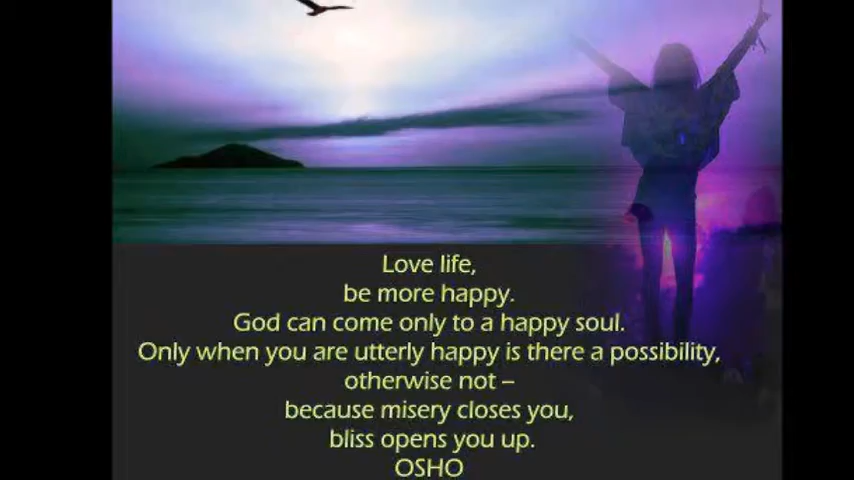 Love life,
be more happy.
God can come only to a happy soul.
Only when you are utterly happy is there a possibility,
otherwise not –
because misery closes you,
bliss opens you up.
OSHO